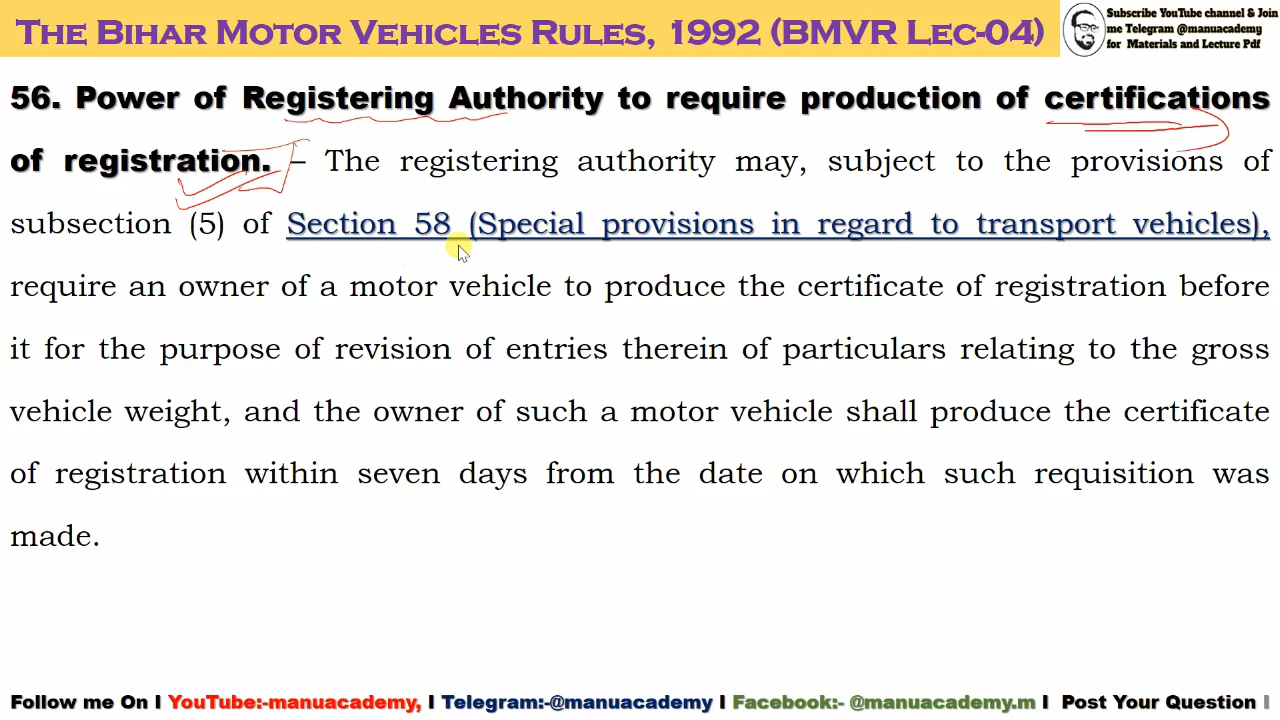 THE BIHAR MOTOR VEHICLES RULES, 1992 (BMVR LEC-04)
Subscribe YouTube channel & Join
me Telegram @manuacademy
for Materials and Lecture Pdf
56. Power of Registering Authority to require production of certifications
of registration. – The registering authority may, subject to the provisions of
subsection (5) of Section 58 (Special provisions in regard to transport vehicles),
require an owner of a motor vehicle to produce the certificate of registration before
it for the purpose of revision of entries therein of particulars relating to the gross
vehicle weight, and the owner of such a motor vehicle shall produce the certificate
of registration within seven days from the date on which such requisition was
made.
Follow me On I YouTube:-manuacademy, I Telegram:-@manuacademy I Facebook:- @manuacademy.m I Post Your Question I